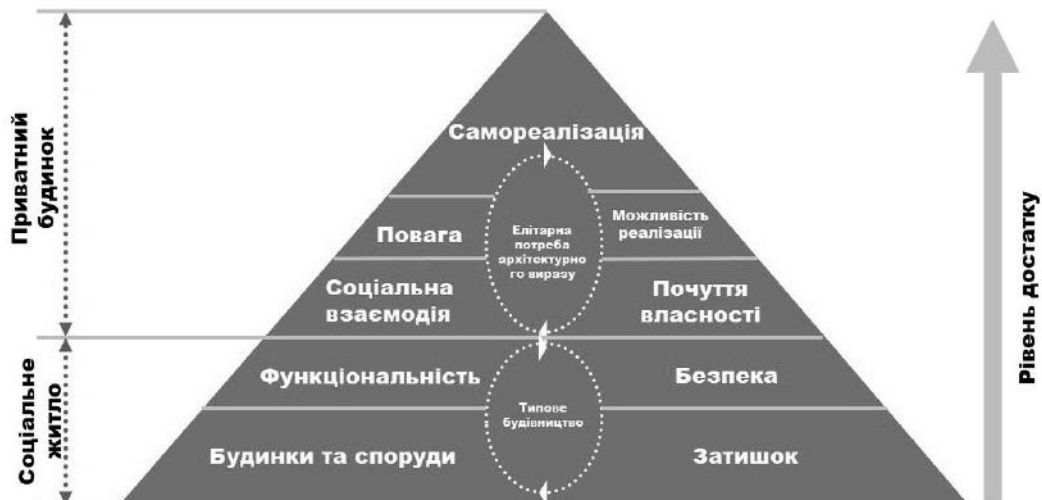 Приватний
будинок
Соціальне
житло
Самореалізація
Повага
Елітарна
потреба
архітектурно
го виразу
Можливість
реалізації
Соціальна
взаємодія
Почуття
власності
Функціональність
Безпека
Типове
будівництво
Будинки та споруди
Затишок
Рівень достатку